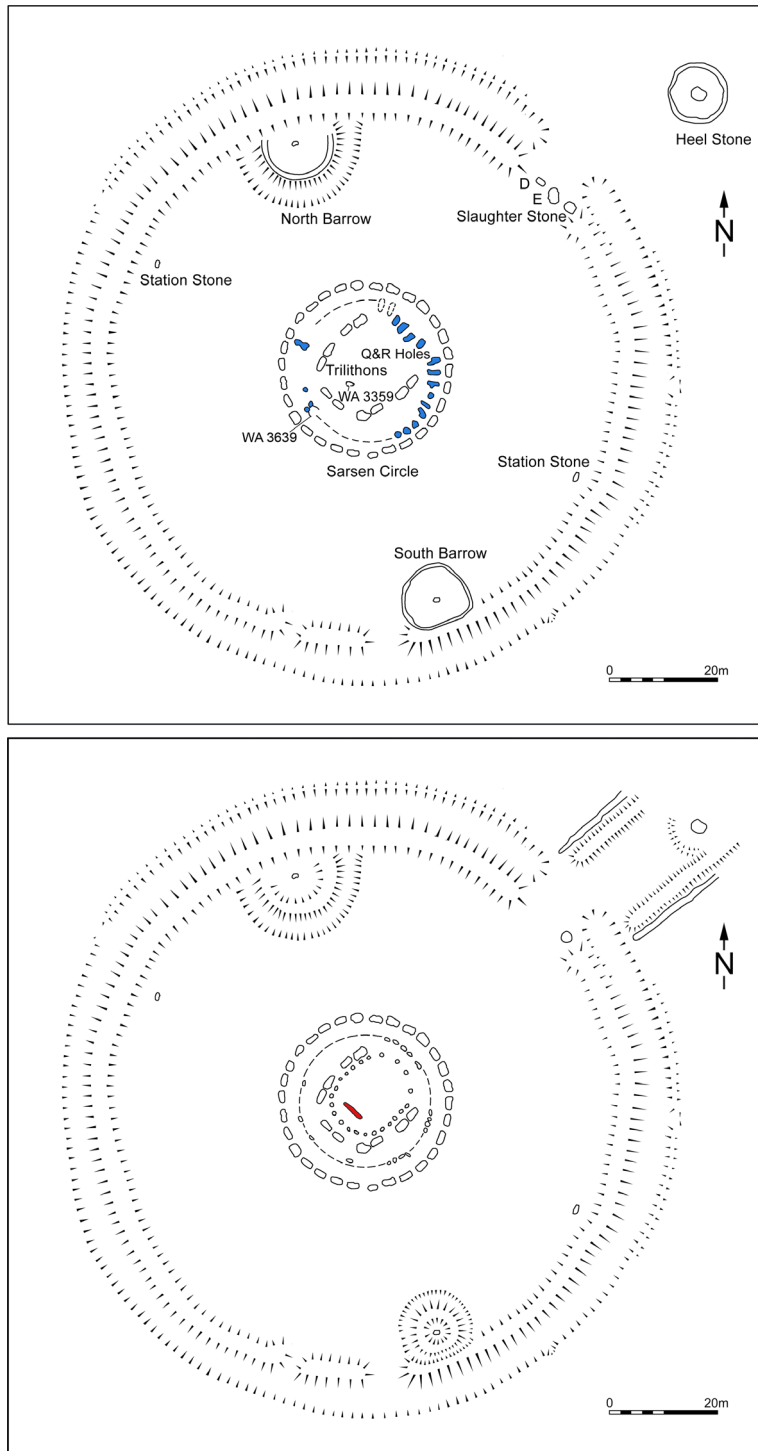 Heel Stone
D
E
Slaughter Stone
N
North Barrow
Station Stone
Q&R Holes
Trilithons
WA 3359
WA 3639
Sarsen Circle
Station Stone
South Barrow
0 20m
N
0 20m